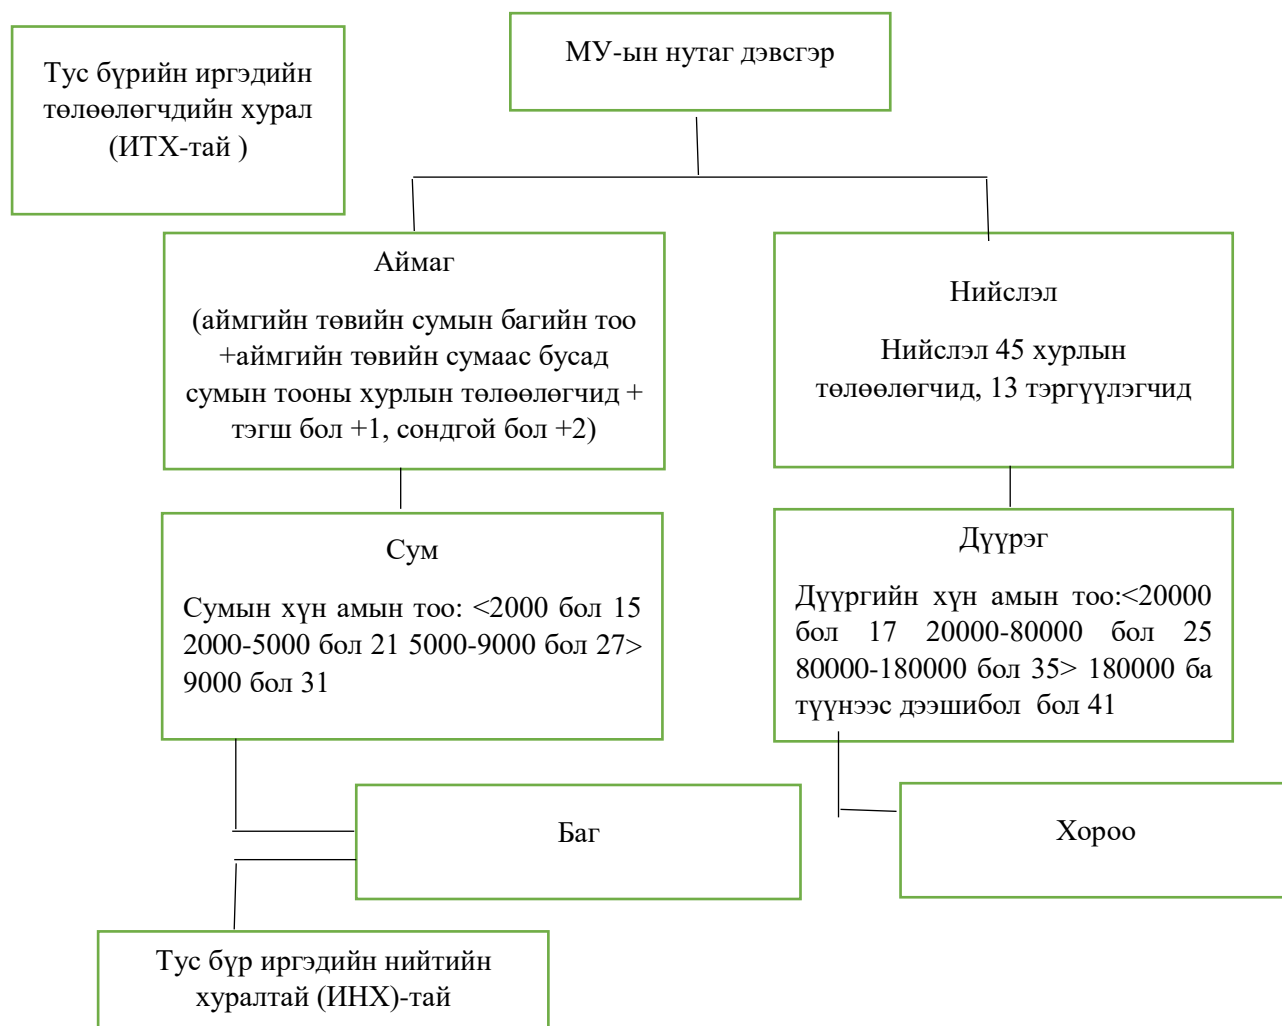 Тус бүрийн иргэдийн
төлөөлөгчдийн хурал
(ИТХ-тай )
МУ-ын нутаг дэвсгэр
Аймаг
(аймгийн төвийн сумын багийн тоо
+аймгийн төвийн сумаас бусад
сумын тооны хурлын төлөөлөгчид +
тэгш бол +1, сондгой бол +2)
Нийслэл
Нийслэл 45 хурлын
төлөөлөгчид, 13 тэргүүлэгчид
Сум
Сумын хүн амын тоо: <2000 бол 15
2000-5000 бол 21 5000-9000 бол 27>
9000 бол 31
Дүүрэг
Дүүргийн хүн амын тоо:<20000
бол 17 20000-80000 бол 25
80000-180000 бол 35> 180000 ба
түүнээс дээшибол бол 41
Баг
Хороо
Тус бүр иргэдийн нийтийн
хуралтай (ИНХ)-тай